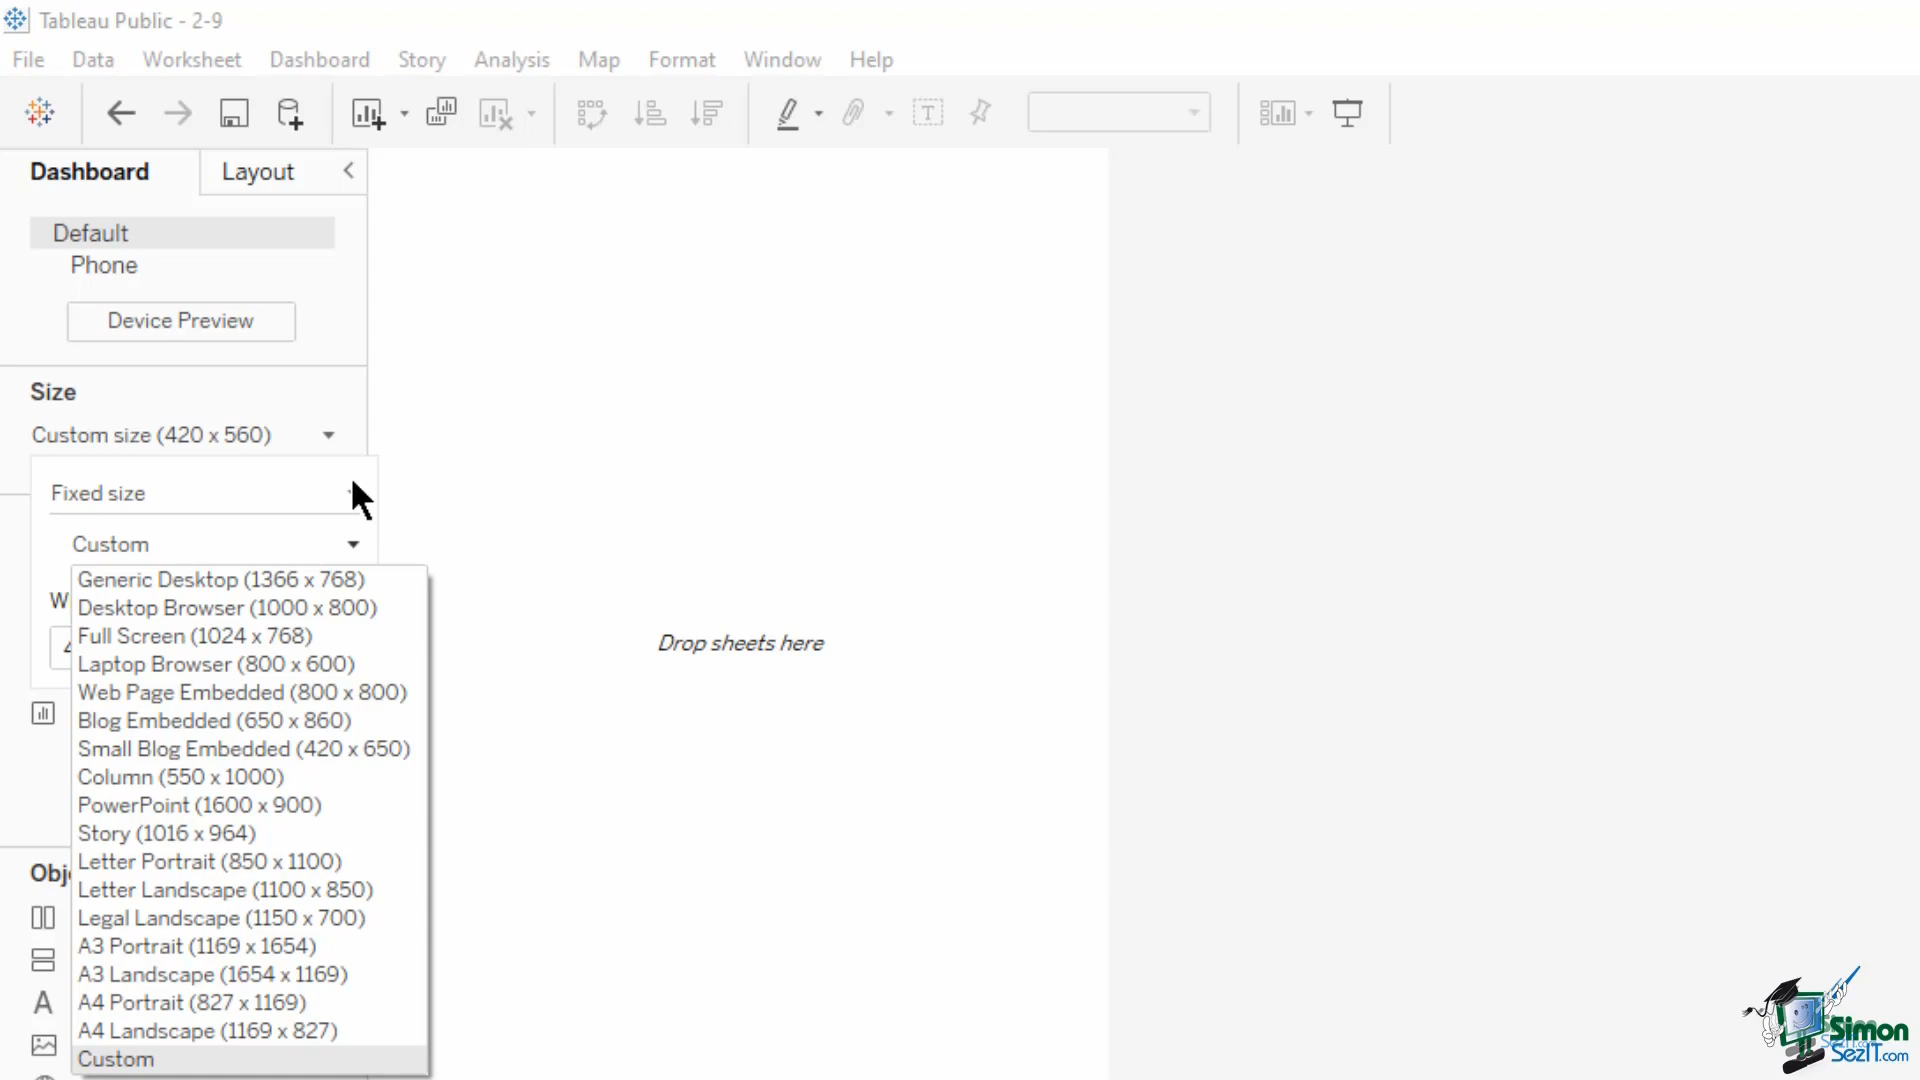 Tableau Public - 2-9
File Data Worksheet Dashboard Story Analysis Map Format Window Help
Dashboard Layout
Default
Phone
Device Preview
Size
Custom size (420 x 560)
Fixed size
Custom
Generic Desktop (1366 x 768)
Desktop Browser (1000 x 800)
Full Screen (1024 x 768)
Laptop Browser (800 x 600)
Web Page Embedded (800 x 800)
Blog Embedded (650 x 860)
Small Blog Embedded (420 x 650)
Column (550 x 1000)
PowerPoint (1600 x 900)
Story (1016 x 964)
Letter Portrait (850 x 1100)
Letter Landscape (1100 x 850)
Legal Landscape (1150 x 700)
A3 Portrait (1169 x 1654)
A3 Landscape (1654 x 1169)
A4 Portrait (827 x 1169)
A4 Landscape (1169 x 827)
Custom
Drop sheets here
Simon
SezIT.com